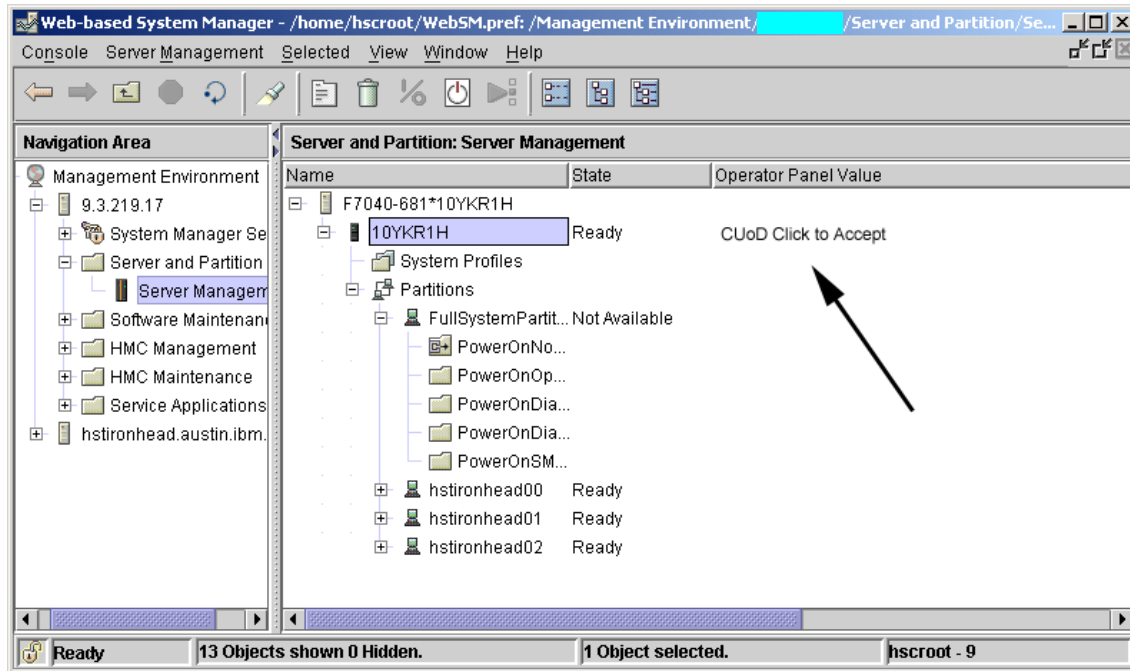 Web-based System Manager - /home/hscroot/WebSM.pref: /Management Environment/ /Server and Partition/Se...
Console Server Management Selected View Window Help
Navigation Area
Server and Partition: Server Management
Management Environment
9.3.219.17
System Manager Se
Server and Partition
Server Managem
Software Maintenan
HMC Management
HMC Maintenance
Service Applications
hstironhead.austin.ibm.
Name State Operator Panel Value
F7040-681*10YKR1H
10YKR1H Ready CUoD Click to Accept
System Profiles
Partitions
FullSystemPartit... Not Available
PowerOnNo...
PowerOnOp...
PowerOnDia...
PowerOnDia...
PowerOnSM...
hstironhead00 Ready
hstironhead01 Ready
hstironhead02 Ready
Ready 13 Objects shown 0 Hidden. 1 Object selected. hscroot - 9